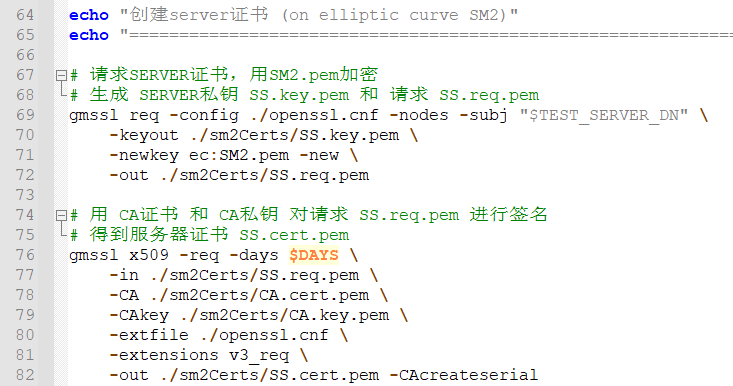 64 echo "创建server证书 (on elliptic curve SM2)"
65 echo "==================================================================
66
67 # 请求SERVER证书，用SM2.pem加密
68 # 生成 SERVER私钥 SS.key.pem 和 请求 SS.req.pem
69 gmssl req -config ./openssl.cnf -nodes -subj "$TEST_SERVER_DN" \
70 -keyout ./sm2Certs/SS.key.pem \
71 -newkey ec:SM2.pem -new \
72 -out ./sm2Certs/SS.req.pem
73
74 # 用 CA证书 和 CA私钥 对请求 SS.req.pem 进行签名
75 # 得到服务器证书 SS.cert.pem
76 gmssl x509 -req -days $DAYS \
77 -in ./sm2Certs/SS.req.pem \
78 -CA ./sm2Certs/CA.cert.pem \
79 -CAkey ./sm2Certs/CA.key.pem \
80 -extfile ./openssl.cnf \
81 -extensions v3_req \
82 -out ./sm2Certs/SS.cert.pem -CAcreateserial